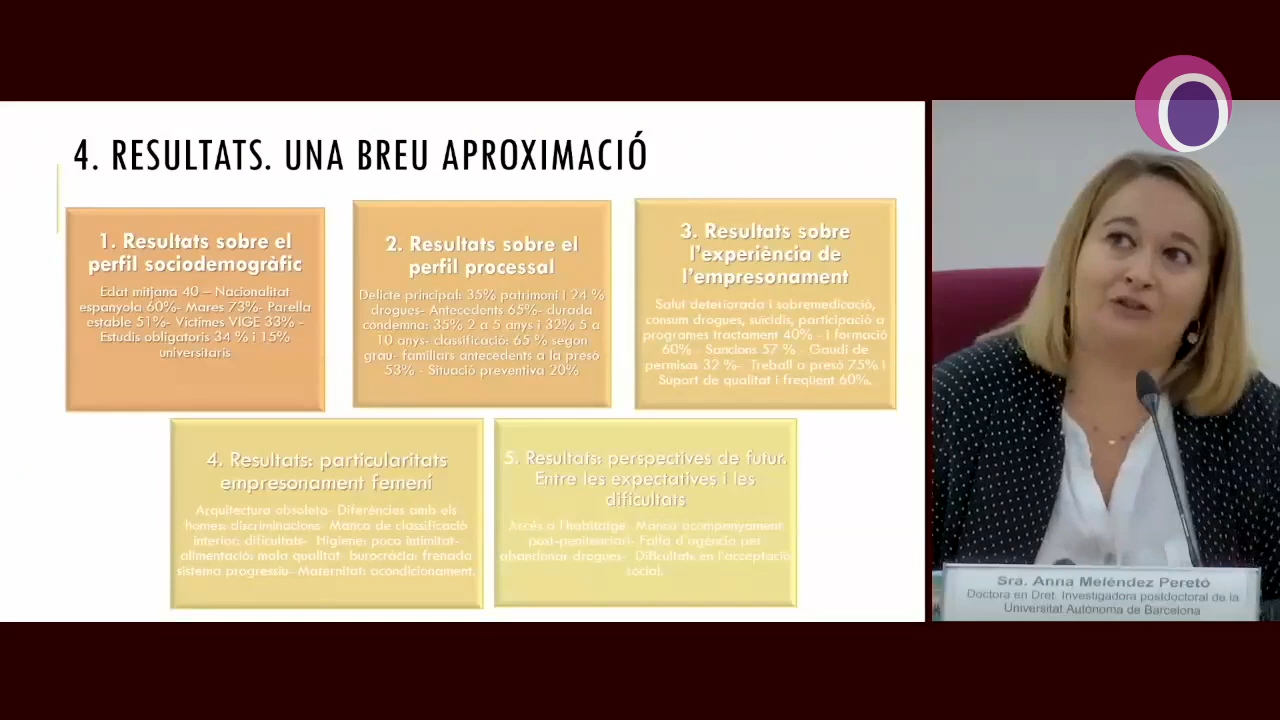 4. RESULTATS. UNA BREU APROXIMACIÓ
1. Resultats sobre el
perfil sociodemogràfic
Edat mitjana 40 – Nacionalitat
espanyola 60%- Mares 73%- Parella
estable 51%- Víctimes VIGE 33% -
Estudis obligatoris 34 % i 15%
universitaris
2. Resultats sobre el
perfil processal
Delicte principal: 35% patrimoni i 24 %
drogues- Antecedents 65%- durada
condemna: 35% 2 a 5 anys i 32% 5 a
10 anys- classificació: 65 % segon
grau- familiars antecedents a la presó
53% - Situació preventiva 20%
3. Resultats sobre
l'experiència de
l'empresonament
Salut deteriorada i sobremedicació,
consum drogues, suïcidis, participació a
programes tractament 40% - i formació
60% - Sancions 57 % - Gaudi de
permisos 32 %- Treball a presó 75% i
Suport de qualitat i freqüent 60%.
4. Resultats: particularitats
empresonament femení
Arquitectura obsoleta- Diferències amb els
homes: discriminacions- Manca de classificació
interior: dificultats- Higiene: poca intimitat-
alimentació: mala qualitat- burocràcia: frenada
sistema progressiu- Maternitat: acondicionament.
5. Resultats: perspectives de futur.
Entre les expectatives i les
dificultats
Accés a l'habitatge- Manca acompanyament
post-penitenciari- Falta d'agència per
abandonar drogues- Dificultats en l'acceptació
social.
Sra. Anna Meléndez Peretó
Doctora en Dret. Investigadora postdoctoral de la
Universitat Autònoma de Barcelona